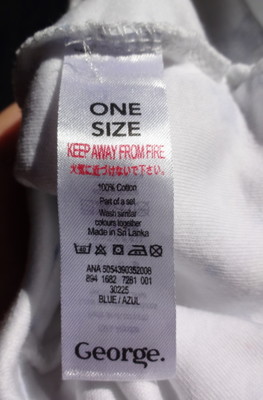 ONE
SIZE
KEEP AWAY FROM FIRE
火気に近づけないで下さい。
100% Cotton
Part of a set
Wash similar
colours together
Made in Sri Lanka
ANA 5054390352008
894 1682 7261 001
30225
BLUE / AZUL
George.